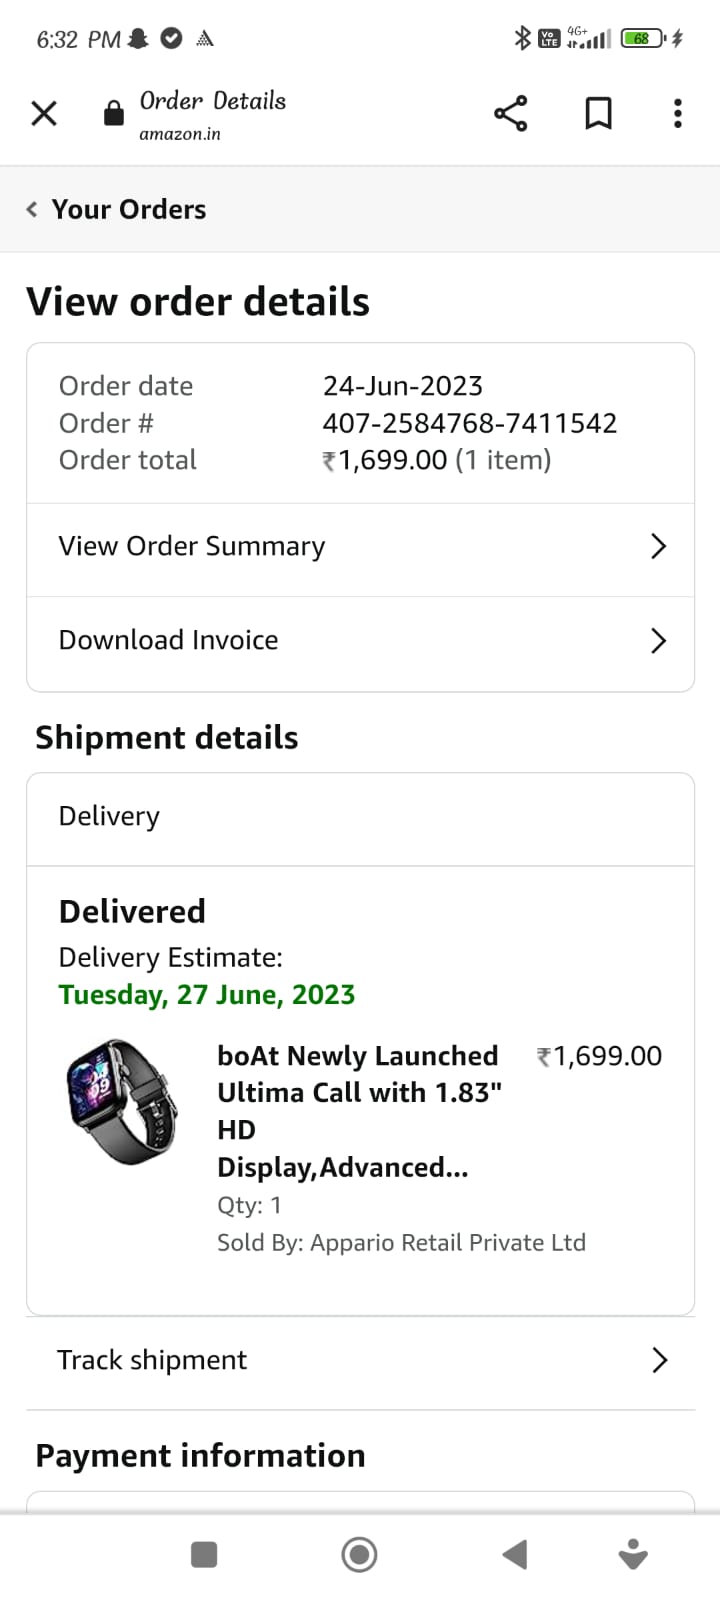 6:32 PM
Vo LTE 4G+ 68
Order Details
amazon.in
Your Orders
View order details
Order date 24-Jun-2023
Order # 407-2584768-7411542
Order total ₹1,699.00 (1 item)
View Order Summary
Download Invoice
Shipment details
Delivery
Delivered
Delivery Estimate:
Tuesday, 27 June, 2023
boAt Newly Launched ₹1,699.00
Ultima Call with 1.83"
HD
Display,Advanced...
Qty: 1
Sold By: Appario Retail Private Ltd
Track shipment
Payment information